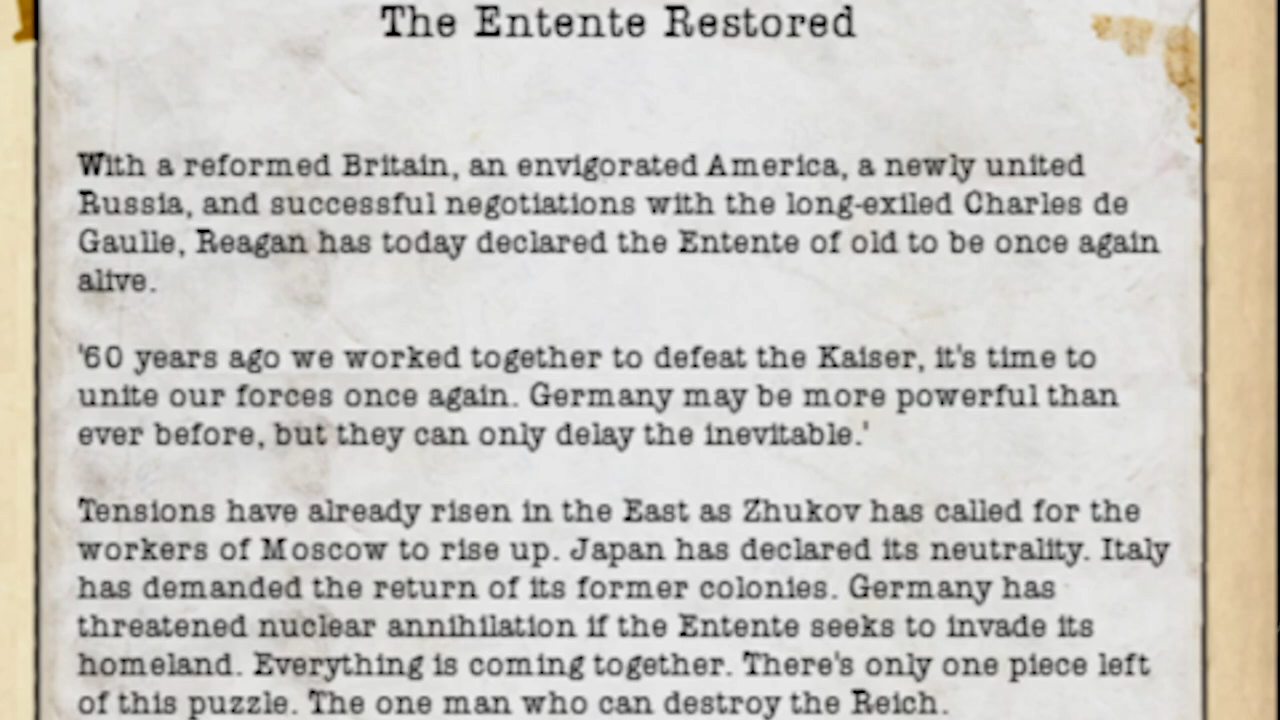 The Entente Restored
With a reformed Britain, an envigorated America, a newly united
Russia, and successful negotiations with the long-exiled Charles de
Gaulle, Reagan has today declared the Entente of old to be once again
alive.
'60 years ago we worked together to defeat the Kaiser, it's time to
unite our forces once again. Germany may be more powerful than
ever before, but they can only delay the inevitable.'
Tensions have already risen in the East as Zhukov has called for the
workers of Moscow to rise up. Japan has declared its neutrality. Italy
has demanded the return of its former colonies. Germany has
threatened nuclear annihilation if the Entente seeks to invade its
homeland. Everything is coming together. There's only one piece left
of this puzzle. The one man who can destroy the Reich.